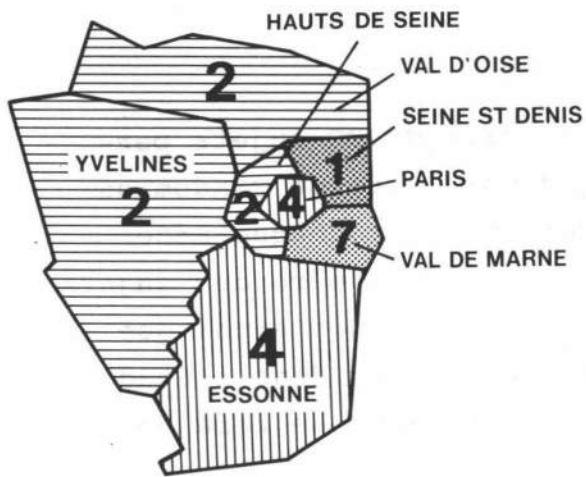 HAUTS DE SEINE
2
VAL D'OISE
SEINE ST DENIS
YVELINES
1
2
2
4
PARIS
7
VAL DE MARNE
4
ESSONNE